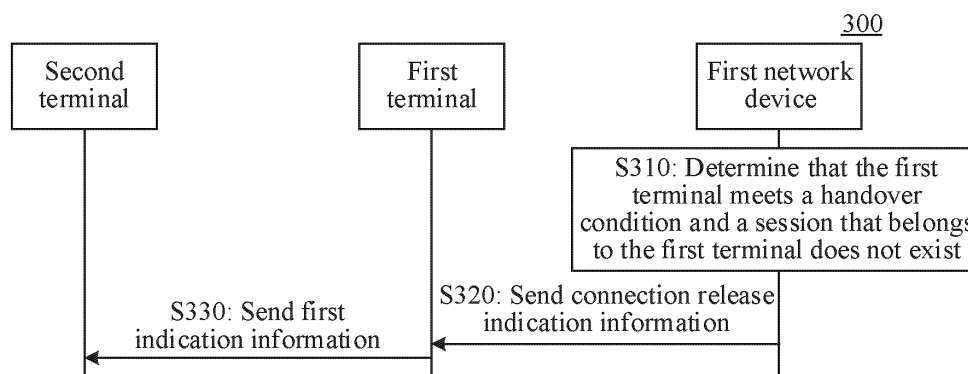 300
Second
terminal
First
terminal
First network
device
S310: Determine that the first
terminal meets a handover
condition and a session that belongs
to the first terminal does not exist
S320: Send connection release
indication information
S330: Send first
indication information